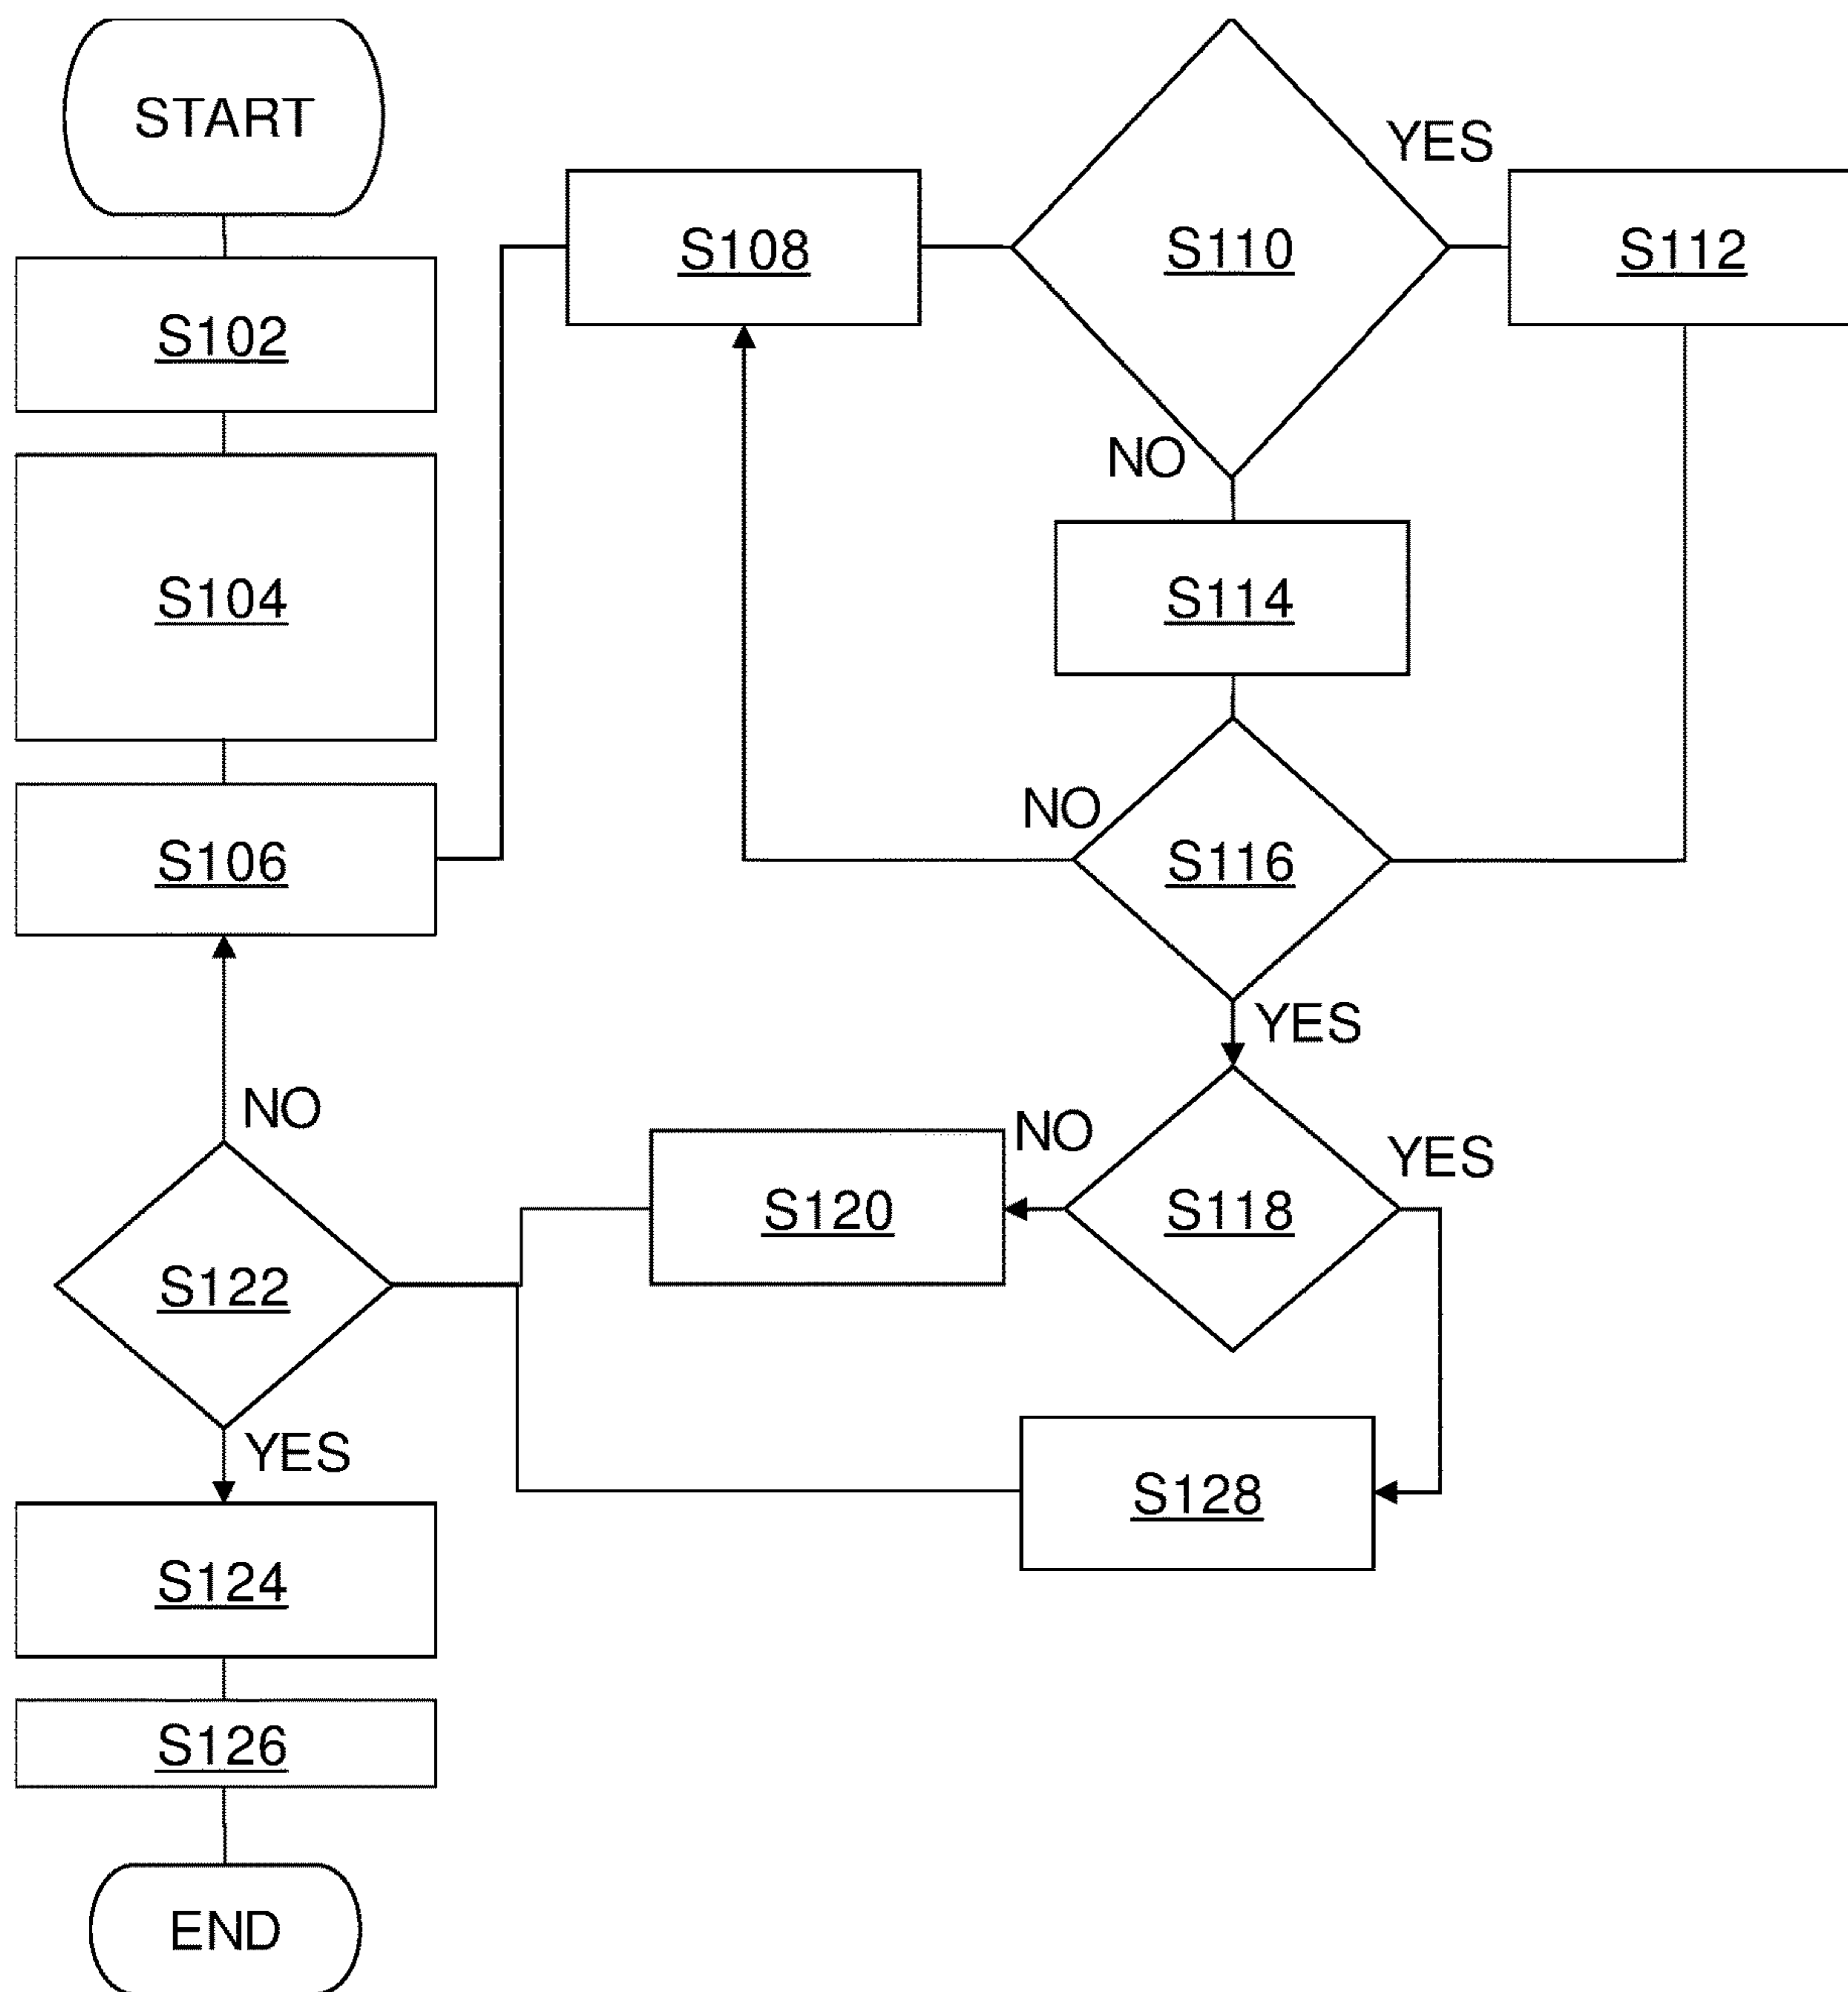 START
S102
S104
S106
S108
S110
YES
S112
NO
S114
NO
S116
YES
S118
NO
YES
S120
S128
S122
NO
YES
S124
S126
END